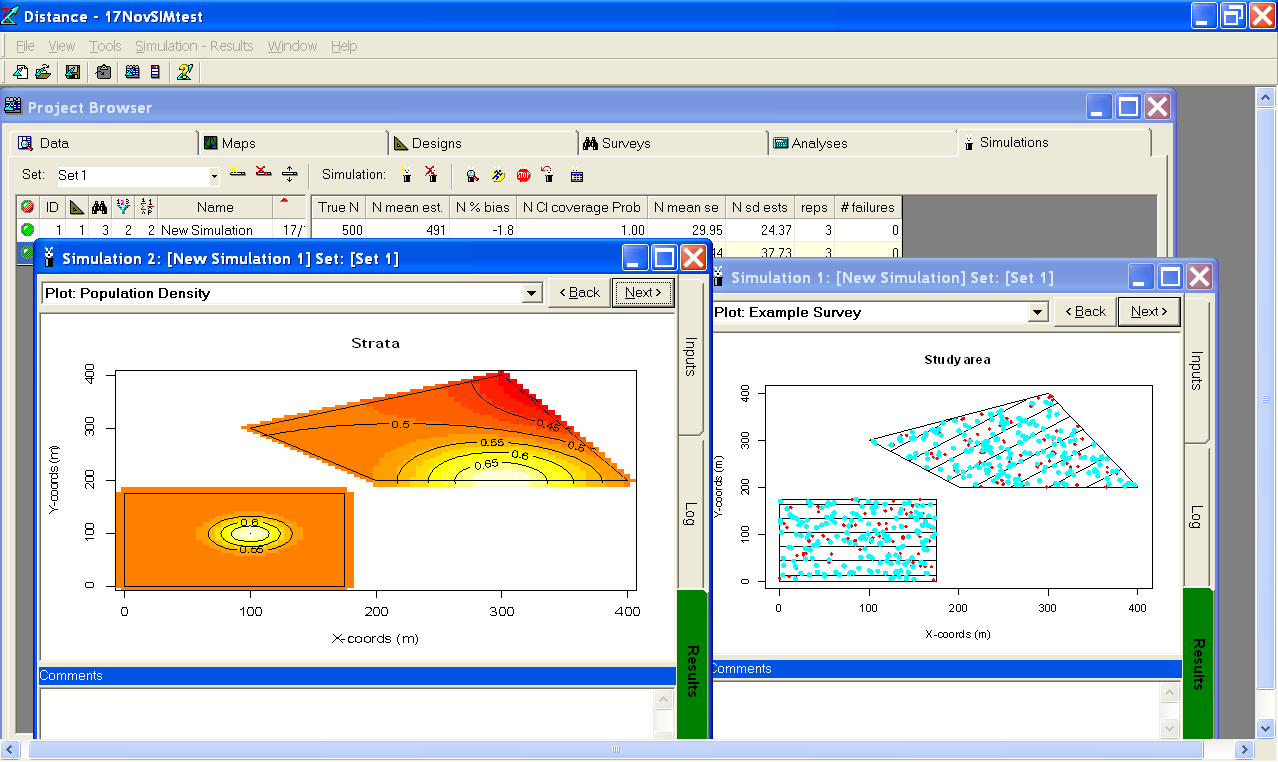 Distance - 17NovSIMtest
File View Tools Simulation - Results Window Help
Project Browser
Data Maps Designs Surveys Analyses Simulations
Set: Set 1 Simulation: STOP
ID Name True N N mean est. N % bias N CI coverage Prob N mean se N sd ests reps # failures
1 1 3 2 2 New Simulation 17/ 500 491 -1.8 1.00 29.95 24.37 3 0
37.73 3 0
Simulation 2: [New Simulation 1] Set: [Set 1]
Plot: Population Density < Back Next >
Inputs
Log
Results
Strata
Y-coords (m)
400
300
200
100
0
0.5
0.45
0.5
0.55
0.6
0.65
0.6
0.55
0 100 200 300 400
X-coords (m)
Comments
Simulation 1: [New Simulation] Set: [Set 1]
Plot: Example Survey < Back Next >
Inputs
Log
Results
Study area
Y-coords (m)
400
300
200
100
0
0 100 200 300 400
X-coords (m)
Comments